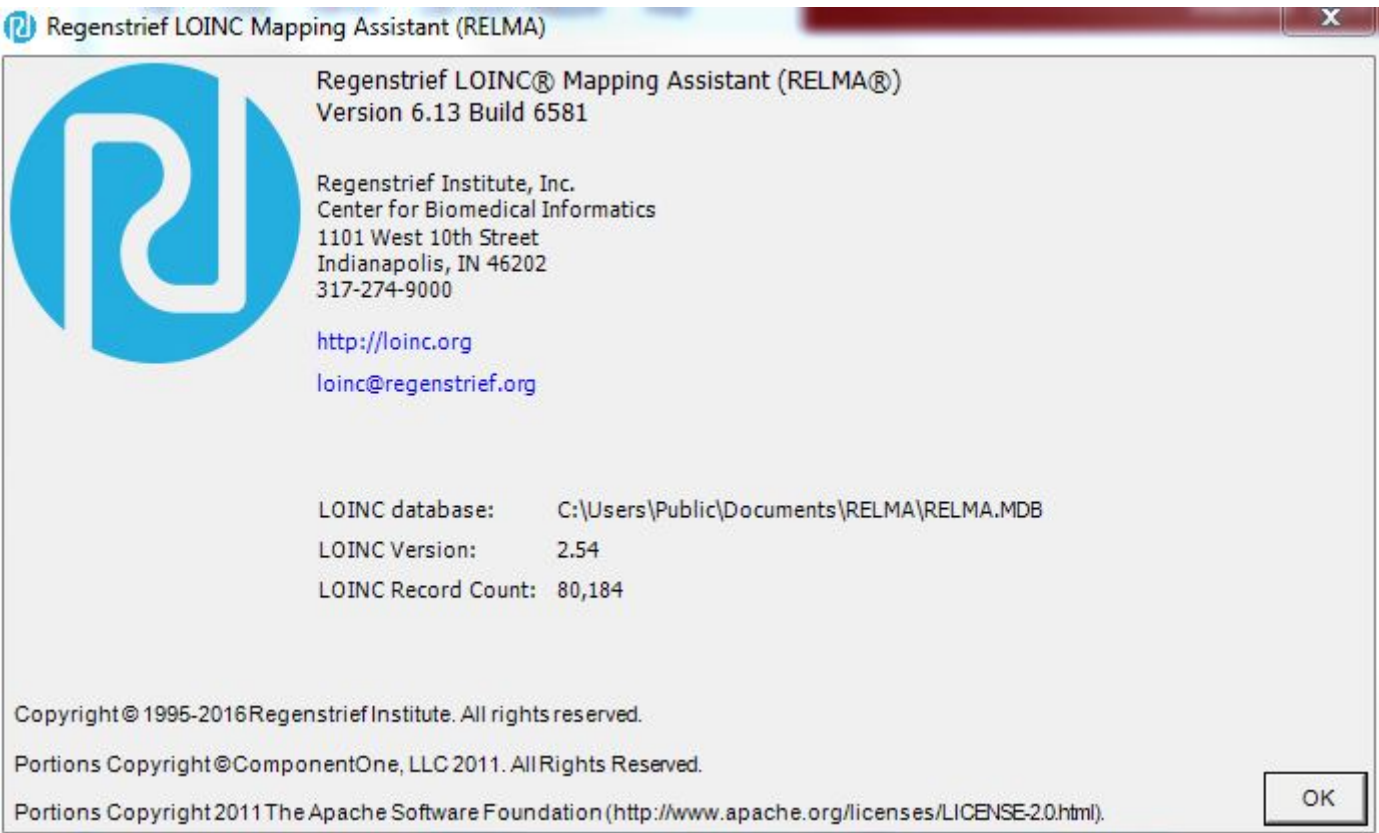 Regenstrief LOINC Mapping Assistant (RELMA)
X
Regenstrief LOINC® Mapping Assistant (RELMA®)
Version 6.13 Build 6581
Regenstrief Institute, Inc.
Center for Biomedical Informatics
1101 West 10th Street
Indianapolis, IN 46202
317-274-9000
http://loinc.org
loinc@regenstrief.org
LOINC database: C:\Users\Public\Documents\RELMA\RELMA.MDB
LOINC Version: 2.54
LOINC Record Count: 80,184
Copyright © 1995-2016 Regenstrief Institute. All rights reserved.
Portions Copyright ©ComponentOne, LLC 2011. All Rights Reserved.
Portions Copyright 2011 The Apache Software Foundation (http://www.apache.org/licenses/LICENSE-2.0html).
OK